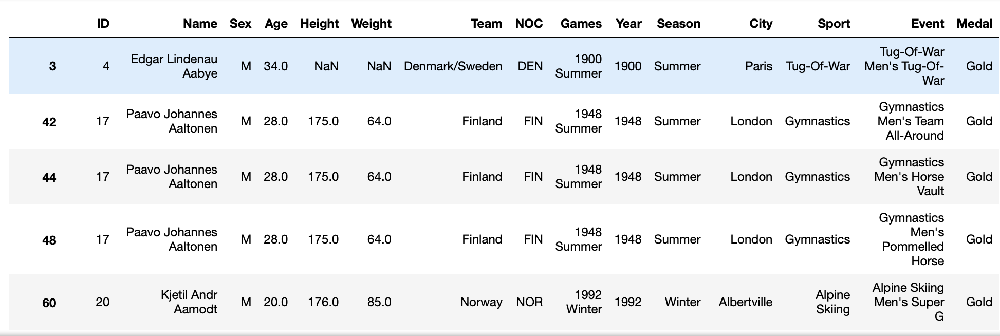 ID Name Sex Age Height Weight Team NOC Games Year Season City Sport Event Medal
3 4 Edgar Lindenau Aabye M 34.0 NaN NaN Denmark/Sweden DEN 1900 Summer 1900 Summer Paris Tug-Of-War Tug-Of-War Men's Tug-Of-War Gold
42 17 Paavo Johannes Aaltonen M 28.0 175.0 64.0 Finland FIN 1948 Summer 1948 Summer London Gymnastics Gymnastics Men's Team All-Around Gold
44 17 Paavo Johannes Aaltonen M 28.0 175.0 64.0 Finland FIN 1948 Summer 1948 Summer London Gymnastics Gymnastics Men's Horse Vault Gold
48 17 Paavo Johannes Aaltonen M 28.0 175.0 64.0 Finland FIN 1948 Summer 1948 Summer London Gymnastics Gymnastics Men's Pommelled Horse Gold
60 20 Kjetil Andr Aamodt M 20.0 176.0 85.0 Norway NOR 1992 Winter 1992 Winter Albertville Alpine Skiing Alpine Skiing Men's Super G Gold